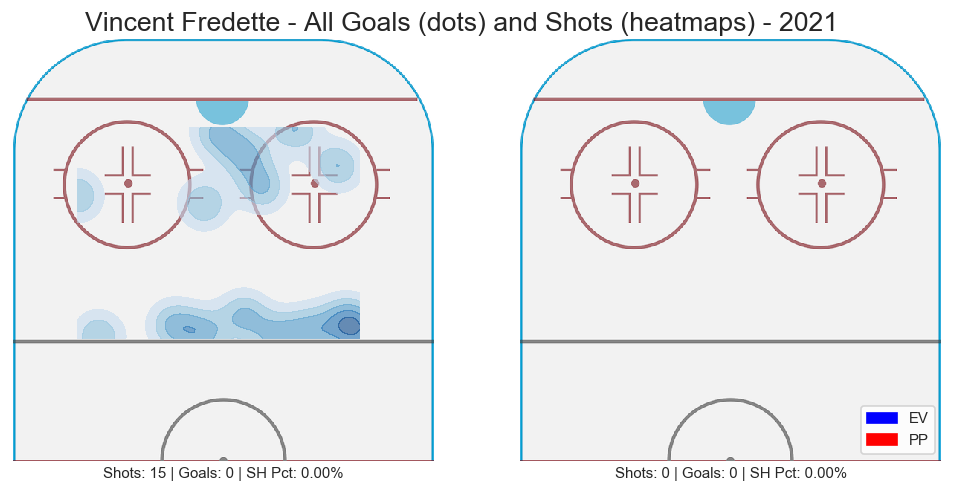 Vincent Fredette - All Goals (dots) and Shots (heatmaps) - 2021
EV
PP
Shots: 15 | Goals: 0 | SH Pct: 0.00%
Shots: 0 | Goals: 0 | SH Pct: 0.00%